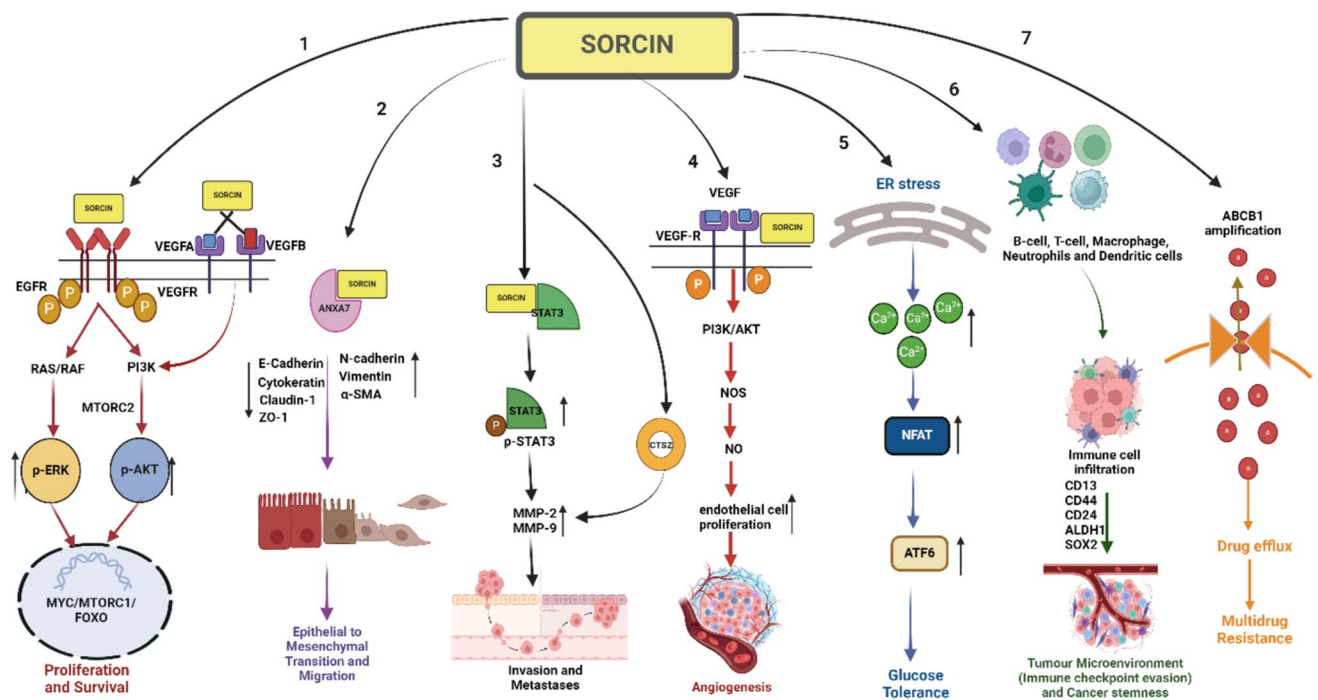 SORCIN
1
2
3
4
5
6
7
SORCIN
SORCIN
VEGFA
VEGFB
EGFR
VEGFR
P
P
P
P
RAS/RAF
PI3K
MTORC2
p-ERK
p-AKT
MYC/MTORC1/
FOXO
Proliferation
and Survival
SORCIN
ANXA7
E-Cadherin
Cytokeratin
Claudin-1
ZO-1
N-cadherin
Vimentin
α-SMA
Epithelial to
Mesenchymal
Transition and
Migration
SORCIN
STAT3
STAT3
P
p-STAT3
CTSZ
MMP-2
MMP-9
Invasion and
Metastases
VEGF
VEGF-R
SORCIN
P
P
PI3K/AKT
NOS
NO
endothelial cell
proliferation
Angiogenesis
ER stress
Ca²⁺
Ca²⁺
Ca²⁺
Ca²⁺
NFAT
ATF6
Glucose
Tolerance
B-cell, T-cell, Macrophage,
Neutrophils and Dendritic cells
Immune cell
infiltration
CD13
CD44
CD24
ALDH1
SOX2
Tumour Microenvironment
(Immune checkpoint evasion)
and Cancer stemness
ABCB1
amplification
a
a
a
a
a
a
a
a
a
a
Drug efflux
Multidrug
Resistance